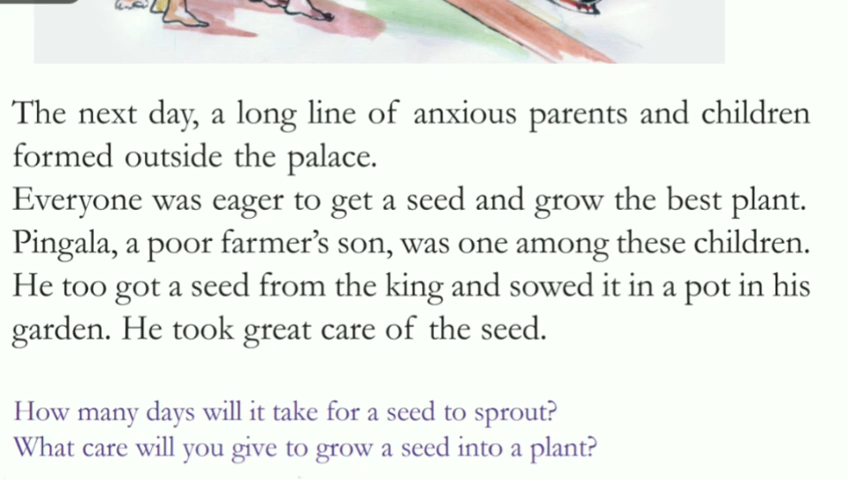 The next day, a long line of anxious parents and children
formed outside the palace.
Everyone was eager to get a seed and grow the best plant.
Pingala, a poor farmer’s son, was one among these children.
He too got a seed from the king and sowed it in a pot in his
garden. He took great care of the seed.
How many days will it take for a seed to sprout?
What care will you give to grow a seed into a plant?